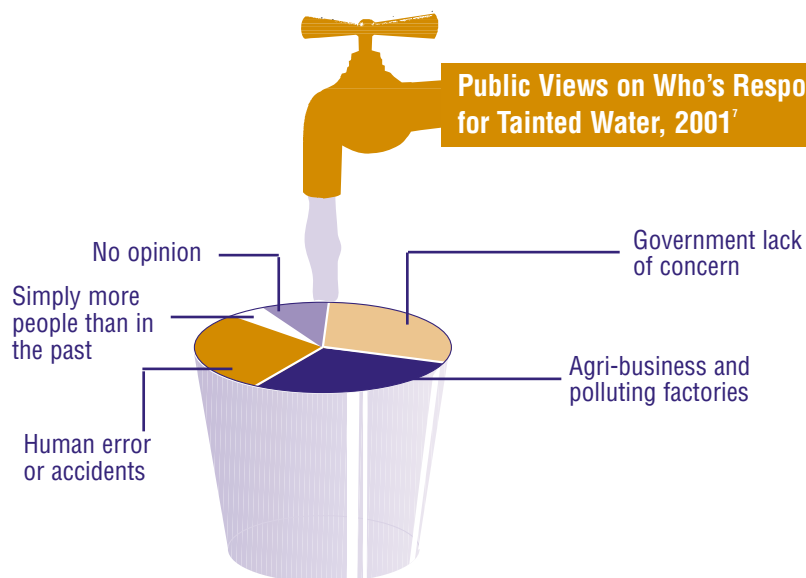 Public Views on Who's Respo
for Tainted Water, 2001⁷
No opinion
Government lack
of concern
Simply more
people than in
the past
Agri-business and
polluting factories
Human error
or accidents